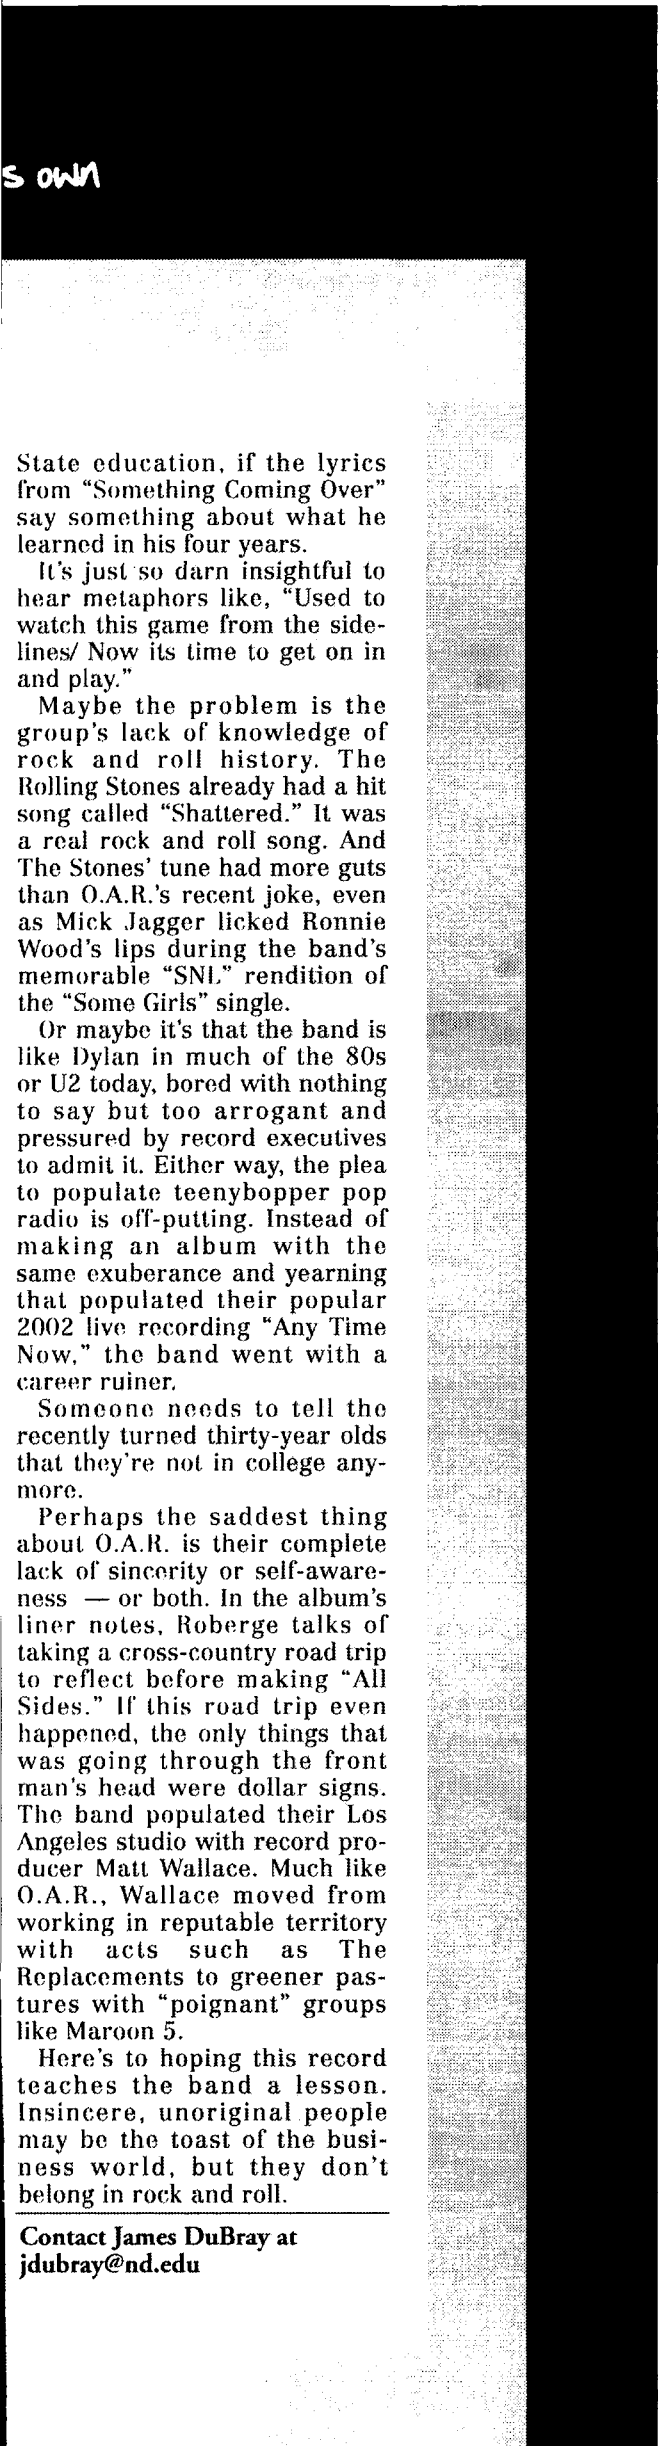 s own
State education, if the lyrics
from “Something Coming Over”
say something about what he
learned in his four years.
It's just so darn insightful to
hear metaphors like, “Used to
watch this game from the side-
lines/ Now its time to get on in
and play.”
Maybe the problem is the
group's lack of knowledge of
rock and roll history. The
Rolling Stones already had a hit
song called “Shattered.” It was
a real rock and roll song. And
The Stones' tune had more guts
than O.A.R.'s recent joke, even
as Mick Jagger licked Ronnie
Wood's lips during the band's
memorable “SNL” rendition of
the “Some Girls” single.
Or maybe it's that the band is
like Dylan in much of the 80s
or U2 today, bored with nothing
to say but too arrogant and
pressured by record executives
to admit it. Either way, the plea
to populate teenybopper pop
radio is off-putting. Instead of
making an album with the
same exuberance and yearning
that populated their popular
2002 live recording “Any Time
Now,” the band went with a
career ruiner.
Someone needs to tell the
recently turned thirty-year olds
that they're not in college any-
more.
Perhaps the saddest thing
about O.A.R. is their complete
lack of sincerity or self-aware-
ness — or both. In the album's
liner notes, Roberge talks of
taking a cross-country road trip
to reflect before making “All
Sides.” If this road trip even
happened, the only things that
was going through the front
man's head were dollar signs.
The band populated their Los
Angeles studio with record pro-
ducer Matt Wallace. Much like
O.A.R., Wallace moved from
working in reputable territory
with acts such as The
Replacements to greener pas-
tures with “poignant” groups
like Maroon 5.
Here's to hoping this record
teaches the band a lesson.
Insincere, unoriginal people
may be the toast of the busi-
ness world, but they don't
belong in rock and roll.
Contact James DuBray at
jdubray@nd.edu